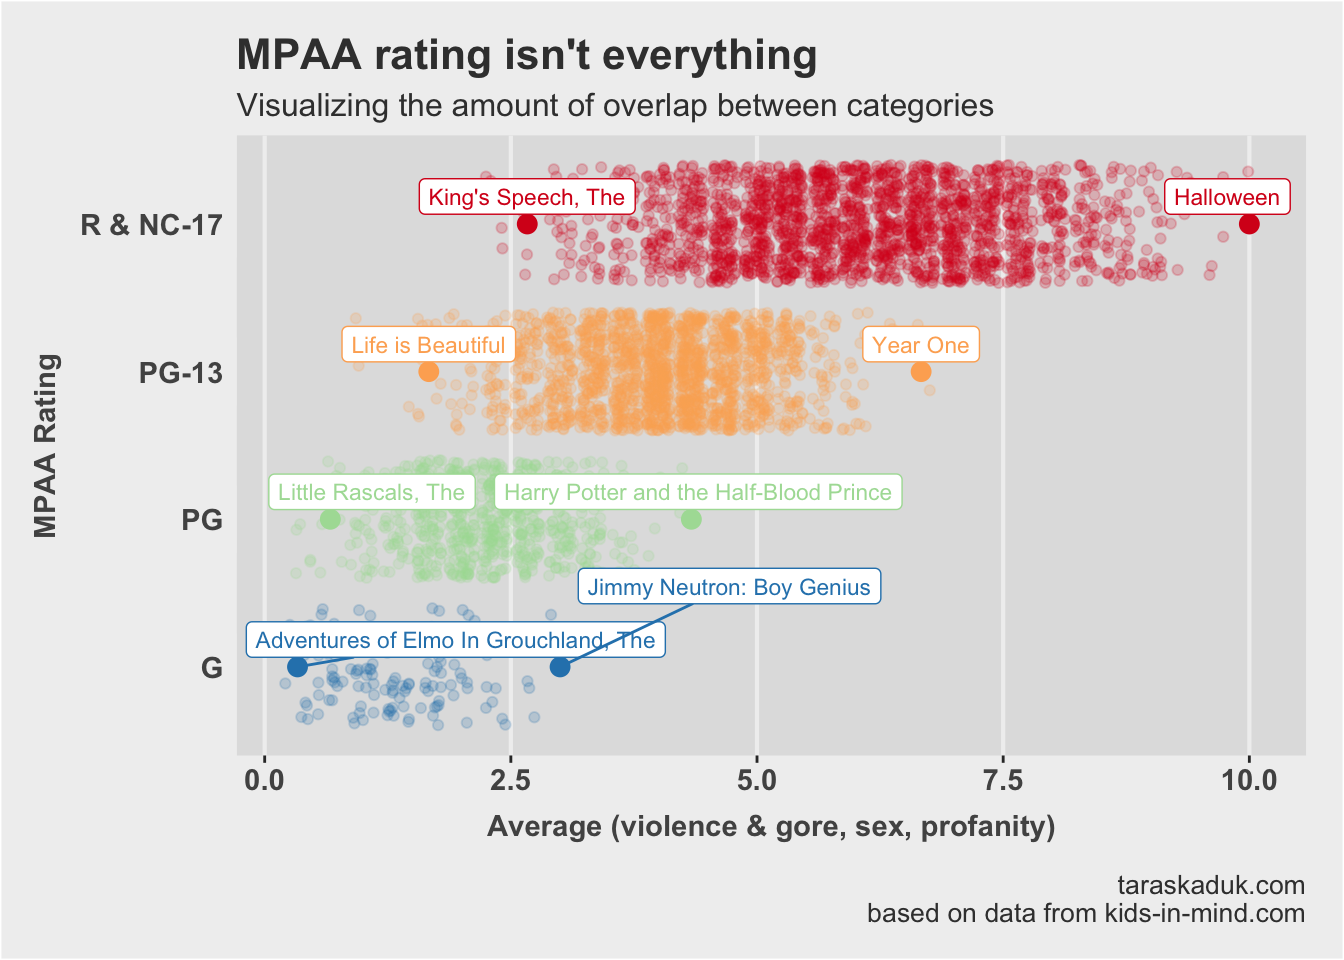 MPAA rating isn't everything
Visualizing the amount of overlap between categories
MPAA Rating
R & NC-17
King's Speech, The
Halloween
PG-13
Life is Beautiful
Year One
PG
Little Rascals, The
Harry Potter and the Half-Blood Prince
G
Jimmy Neutron: Boy Genius
Adventures of Elmo In Grouchland, The
0.0 2.5 5.0 7.5 10.0
Average (violence & gore, sex, profanity)
taraskaduk.com
based on data from kids-in-mind.com